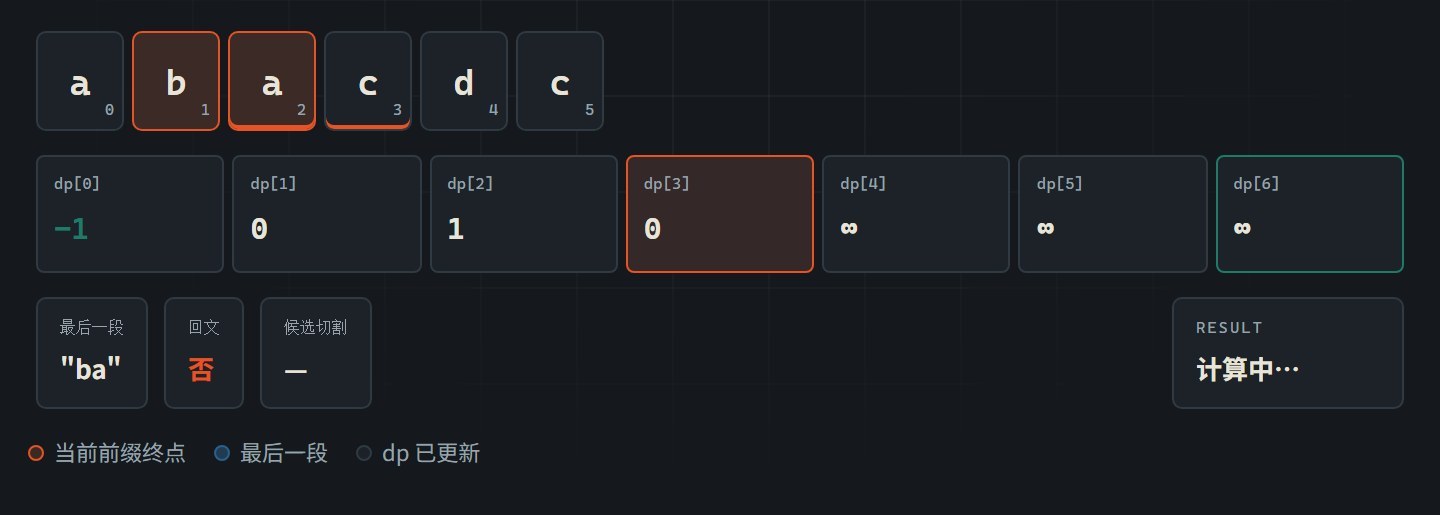 a 0 b 1 a 2 c 3 d 4 c 5
dp[0] dp[1] dp[2] dp[3] dp[4] dp[5] dp[6]
−1 0 1 0 ∞ ∞ ∞
最后一段 回文 候选切割 RESULT
"ba" 否 — 计算中…
当前前缀终点 最后一段 dp 已更新